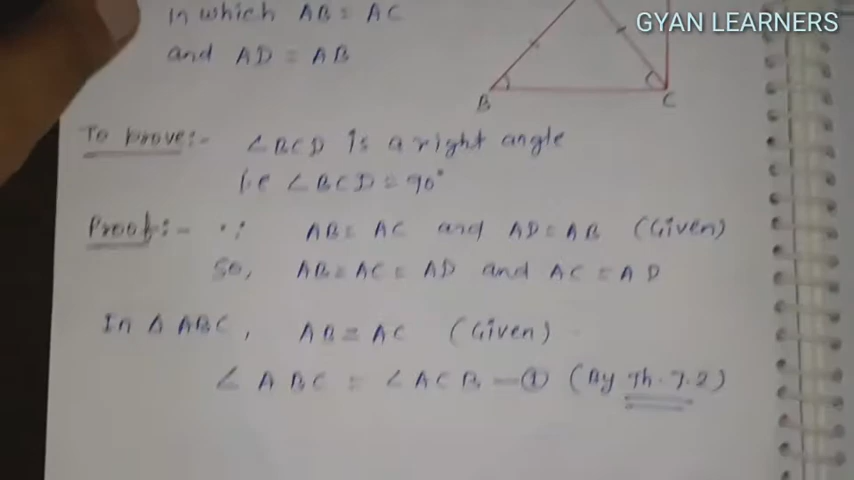 In which AB = AC
GYAN LEARNERS
and AD = AB
B
C
To prove:- ∠BCD is a right angle
i.e ∠BCD = 90°
Proof:- ∵ AB = AC and AD = AB (Given)
So, AB = AC = AD and AC = AD
In Δ ABC, AB = AC (Given)
∠ ABC = ∠ ACB — ① (By Th. 7.2)